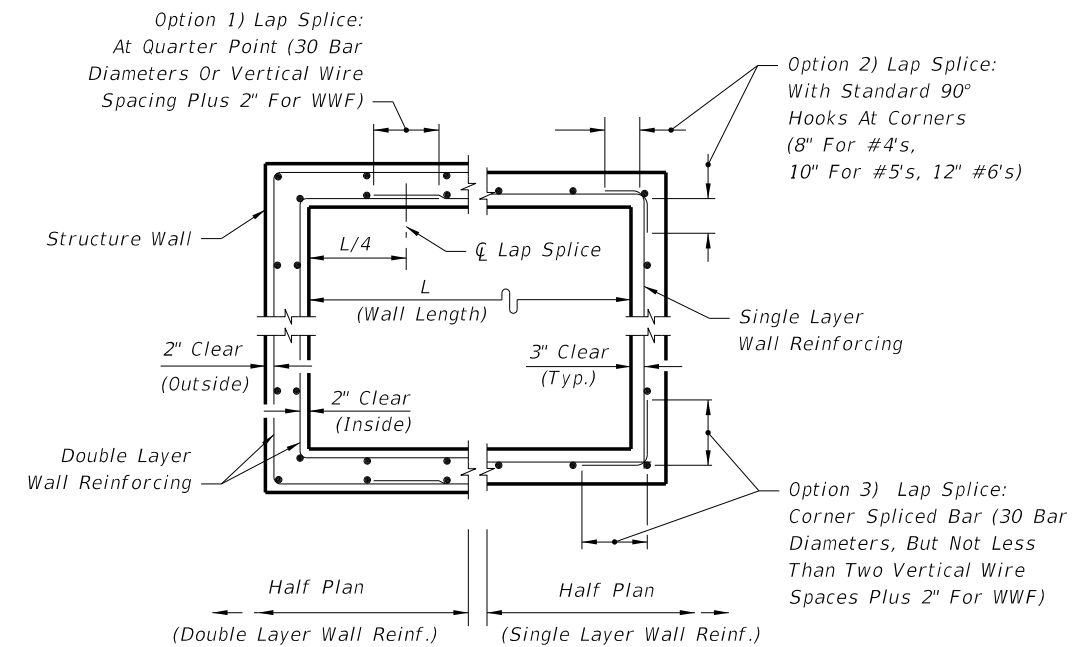 Option 1) Lap Splice:
At Quarter Point (30 Bar
Diameters Or Vertical Wire
Spacing Plus 2" For WWF)
Option 2) Lap Splice:
With Standard 90°
Hooks At Corners
(8" For #4's,
10" For #5's, 12" #6's)
Structure Wall
L/4
℄ Lap Splice
L
(Wall Length)
Single Layer
Wall Reinforcing
2" Clear
(Outside)
3" Clear
(Typ.)
2" Clear
(Inside)
Double Layer
Wall Reinforcing
Option 3) Lap Splice:
Corner Spliced Bar (30 Bar
Diameters, But Not Less
Than Two Vertical Wire
Spaces Plus 2" For WWF)
Half Plan
(Double Layer Wall Reinf.)
Half Plan
(Single Layer Wall Reinf.)